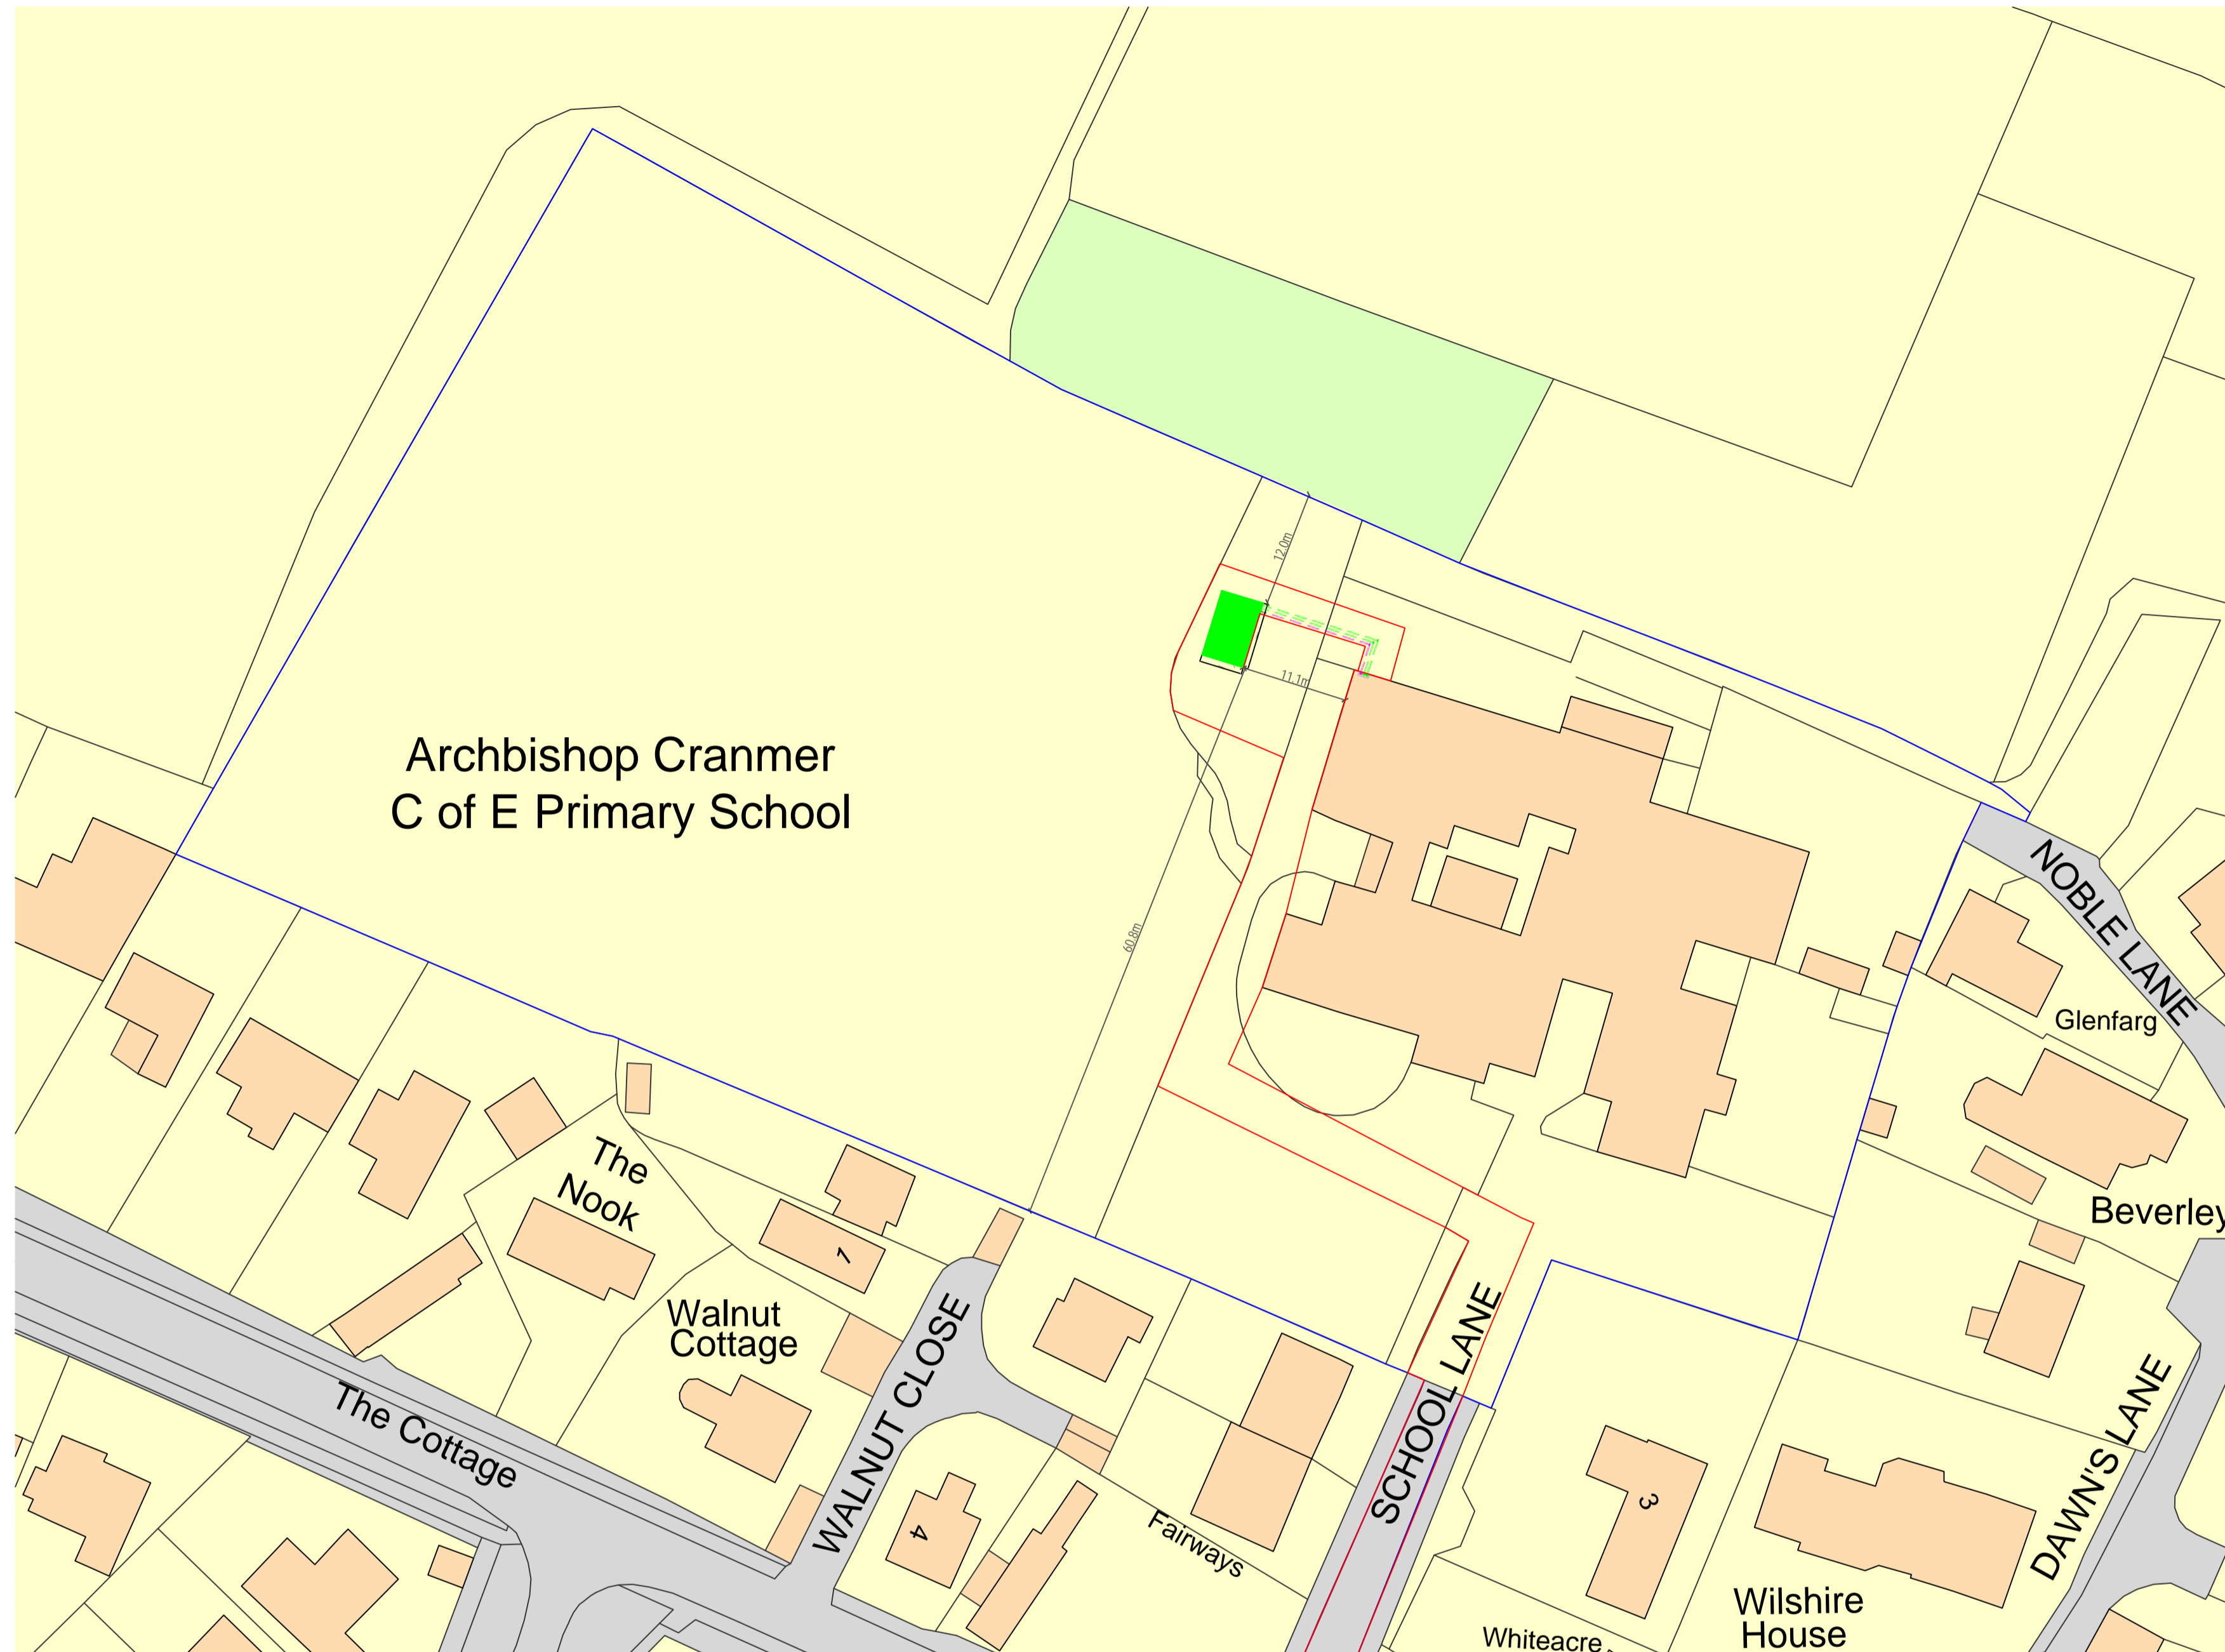 12.0m
11.1m
Archbishop Cranmer
C of E Primary School
60.8m
NOBLE LANE
Glenfarg
Beverley
The
Nook
1
Walnut
Cottage
WALNUT CLOSE
SCHOOL LANE
The Cottage
DAWN'S LANE
3
4
Fairways
Wilshire
House
Whiteacre